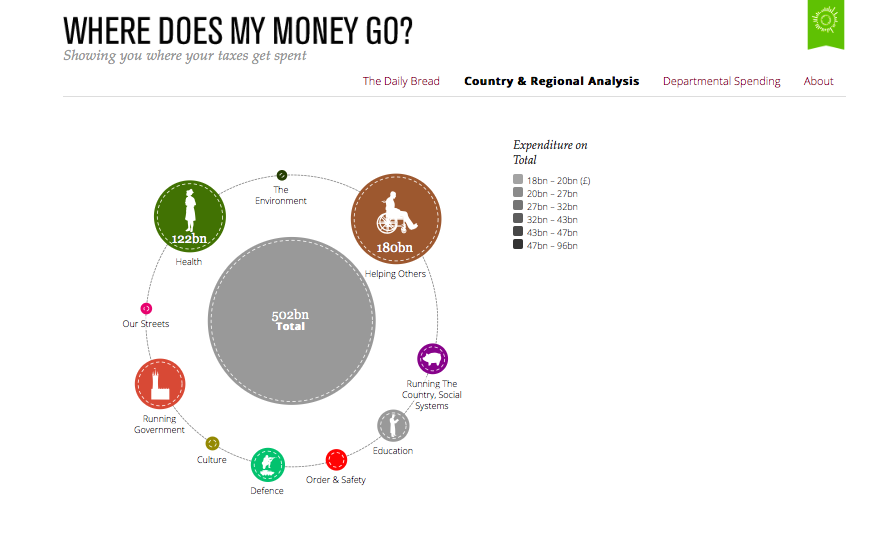 WHERE DOES MY MONEY GO?
Showing you where your taxes get spent
The Daily Bread
Country & Regional Analysis
Departmental Spending
About
Expenditure on
Total
18bn – 20bn (£)
20bn – 27bn
27bn – 32bn
32bn – 43bn
43bn – 47bn
47bn – 96bn
The
Environment
122bn
Health
180bn
Helping Others
502bn
Total
Our Streets
Running The
Country, Social
Systems
Running
Government
Education
Culture
Order & Safety
Defence